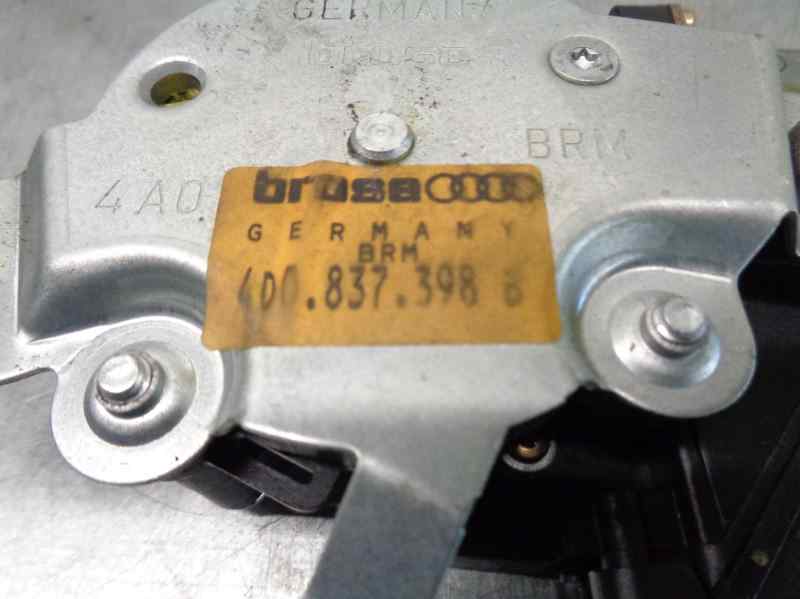 GERMANY
BRM
4A0
brose
GERMANY
BRM
4D0.837.398 B